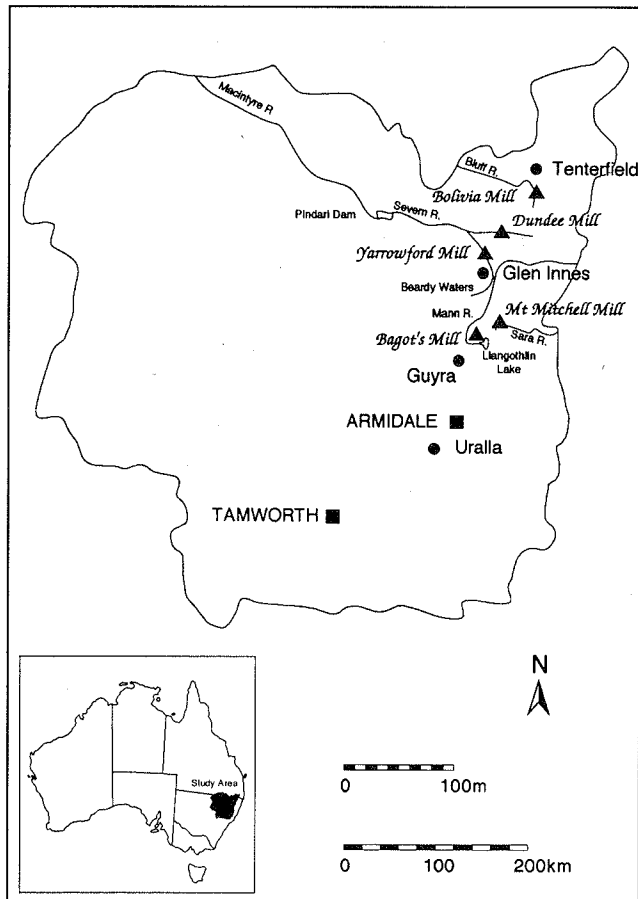 Macintyre R
Bluff R.
Tenterfield
Bolivia Mill
Severn R.
Dundee Mill
Pindari Dam
Yarrowford Mill
Glen Innes
Beardy Waters
Mann R.
Mt Mitchell Mill
Sara R.
Bagot's Mill
Llangothlin
Lake
Guyra
ARMIDALE
Uralla
TAMWORTH
N
Study Area
0 100m
0 100 200km